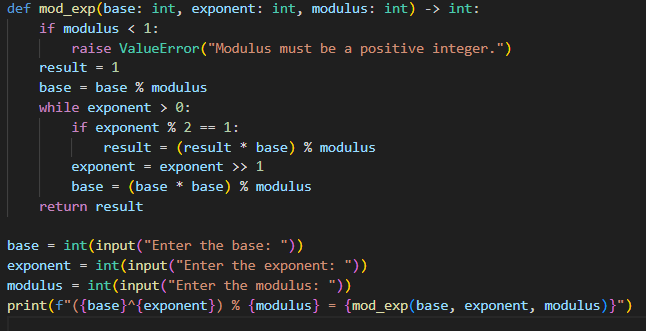 def mod_exp(base: int, exponent: int, modulus: int) -> int:
    if modulus < 1:
        raise ValueError("Modulus must be a positive integer.")
    result = 1
    base = base % modulus
    while exponent > 0:
        if exponent % 2 == 1:
            result = (result * base) % modulus
        exponent = exponent >> 1
        base = (base * base) % modulus
    return result

base = int(input("Enter the base: "))
exponent = int(input("Enter the exponent: "))
modulus = int(input("Enter the modulus: "))
print(f"({base}^{exponent}) % {modulus} = {mod_exp(base, exponent, modulus)}")